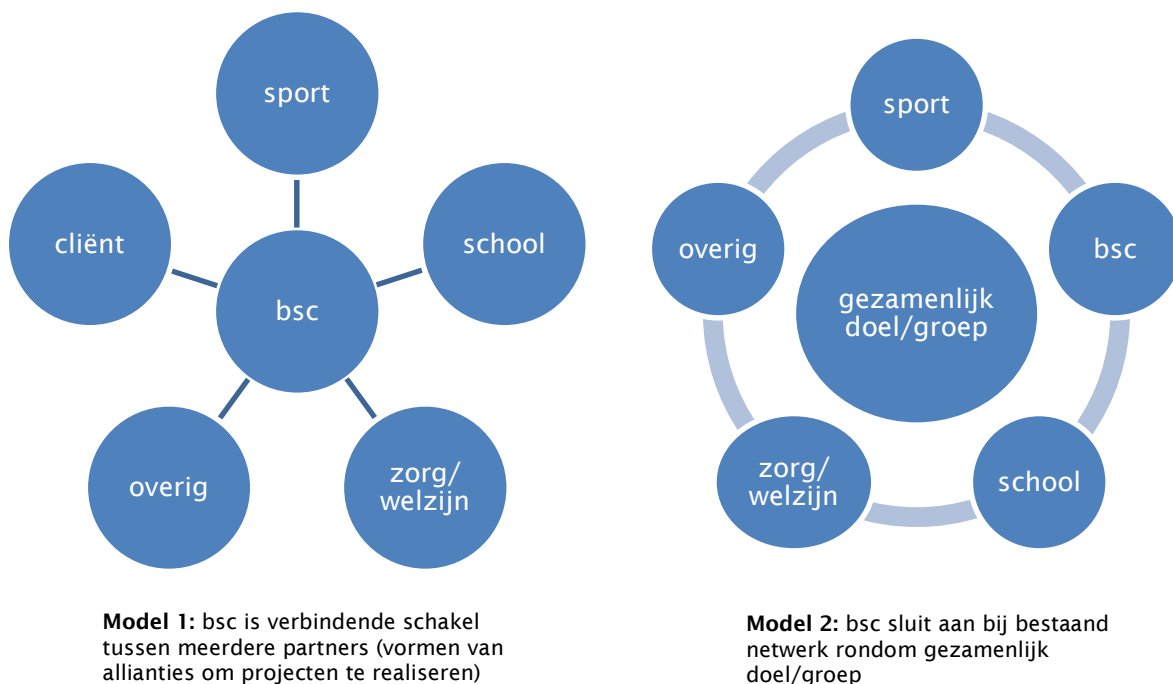 sport
cliënt
school
bsc
overig
zorg/
welzijn
Model 1: bsc is verbindende schakel
tussen meerdere partners (vormen van
allianties om projecten te realiseren)
sport
overig
bsc
gezamenlijk
doel/groep
zorg/
welzijn
school
Model 2: bsc sluit aan bij bestaand
netwerk rondom gezamenlijk
doel/groep